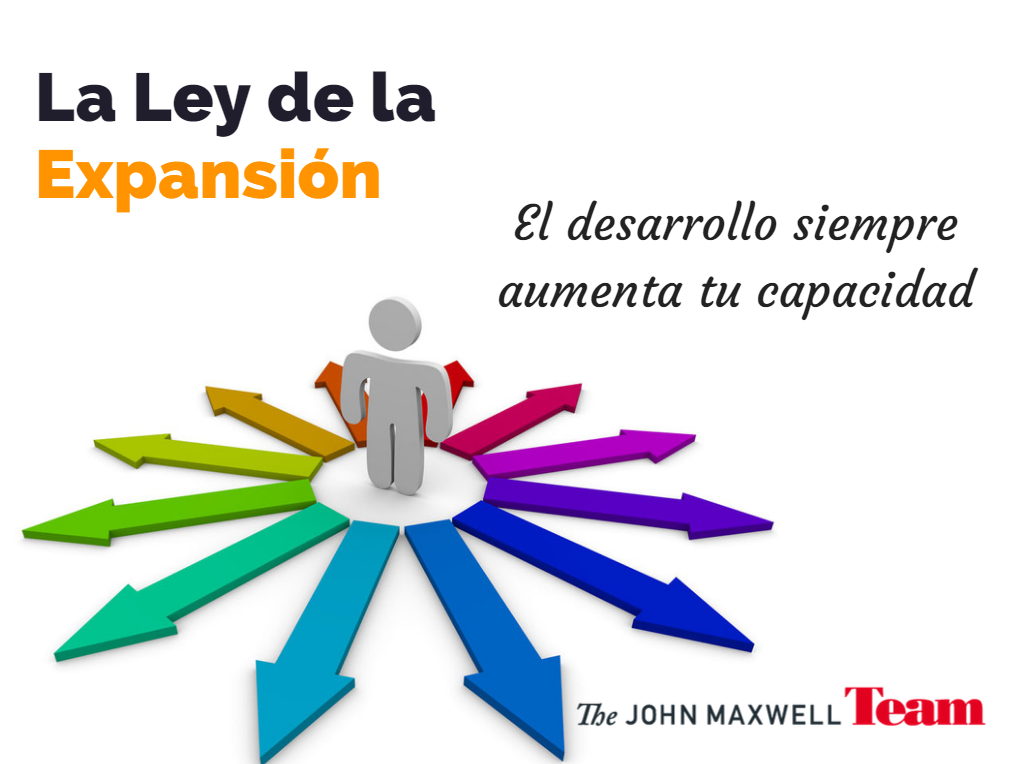 La Ley de la
Expansión
El desarrollo siempre
aumenta tu capacidad
The JOHN MAXWELL Team